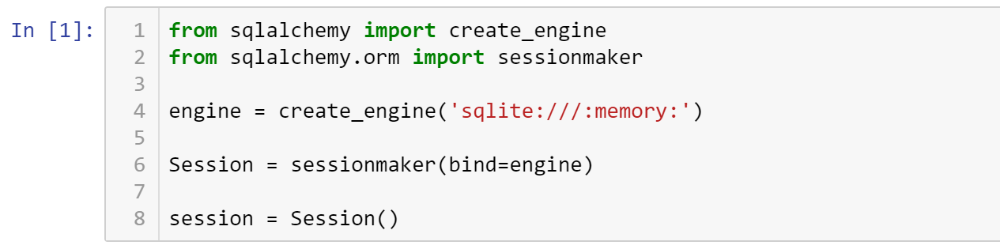 In [1]:
1 from sqlalchemy import create_engine
2 from sqlalchemy.orm import sessionmaker
3
4 engine = create_engine('sqlite:///:memory:')
5
6 Session = sessionmaker(bind=engine)
7
8 session = Session()